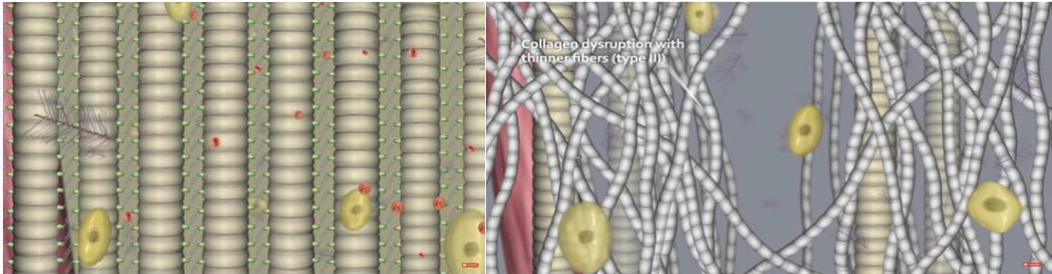 Collagen dysruption with
thinner fibers (type III)